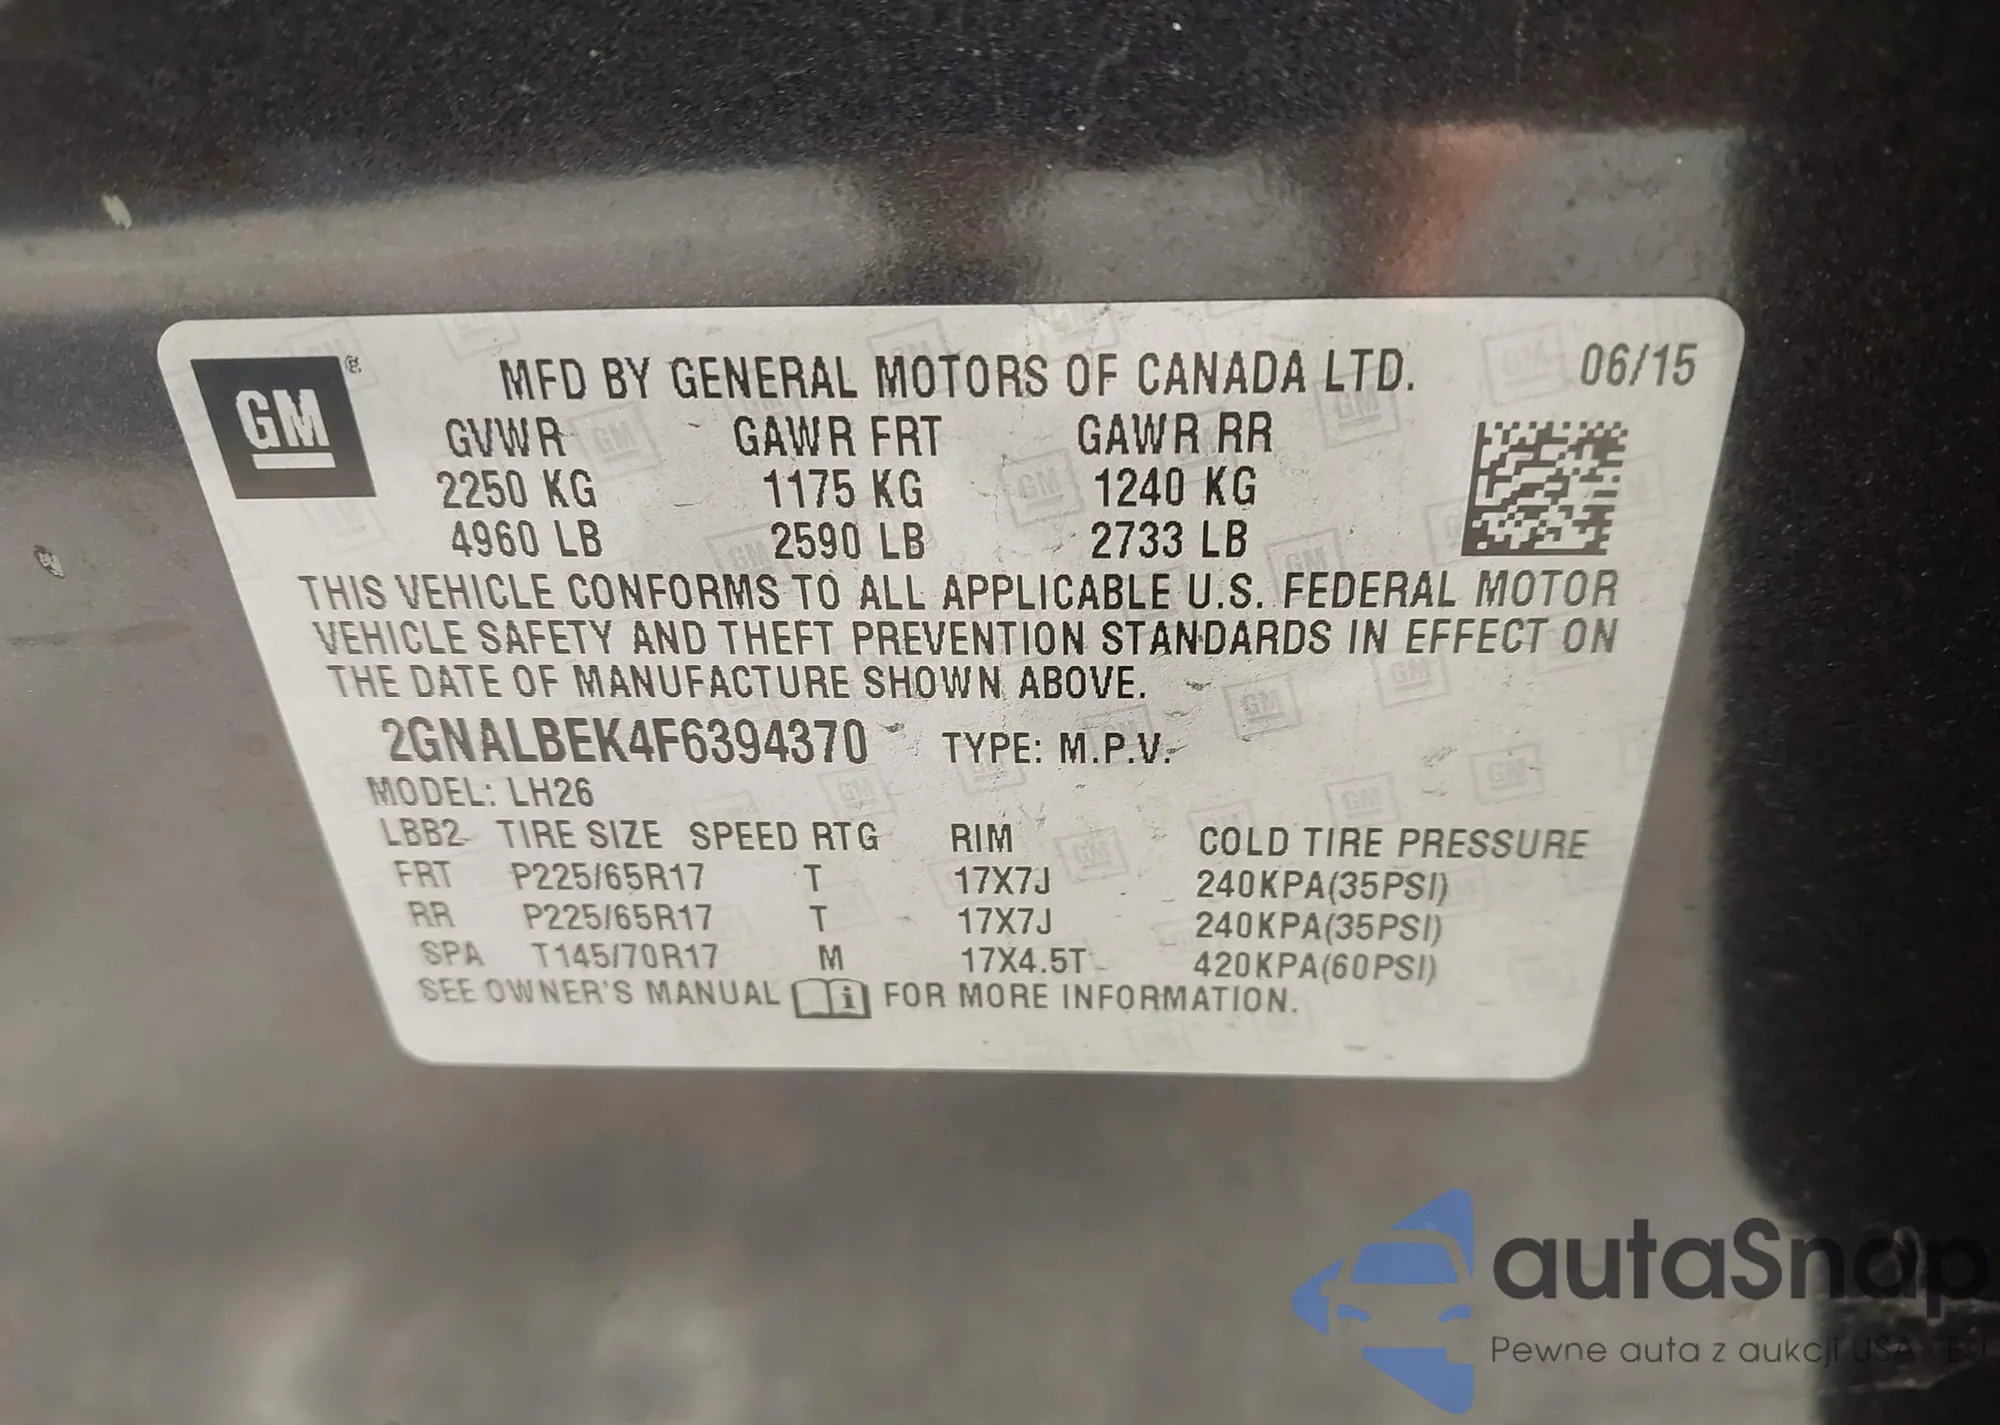 GM ® MFD BY GENERAL MOTORS OF CANADA LTD. 06/15
GVWR GAWR FRT GAWR RR
2250 KG 1175 KG 1240 KG
4960 LB 2590 LB 2733 LB
THIS VEHICLE CONFORMS TO ALL APPLICABLE U.S. FEDERAL MOTOR
VEHICLE SAFETY AND THEFT PREVENTION STANDARDS IN EFFECT ON
THE DATE OF MANUFACTURE SHOWN ABOVE.
2GNALBEK4F6394370 TYPE: M.P.V.
MODEL: LH26
LBB2 TIRE SIZE SPEED RTG RIM COLD TIRE PRESSURE
FRT P225/65R17 T 17X7J 240KPA(35PSI)
RR P225/65R17 T 17X7J 240KPA(35PSI)
SPA T145/70R17 M 17X4.5T 420KPA(60PSI)
SEE OWNER'S MANUAL i FOR MORE INFORMATION.
autaSnap
Pewne auta z aukcji USA EU